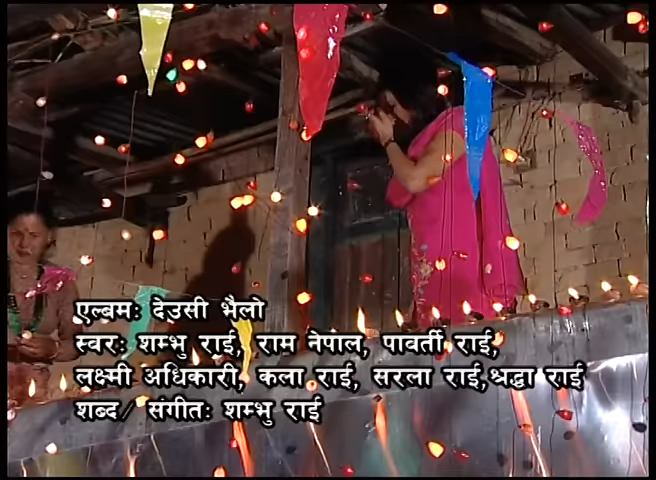 एल्बमः देउसी भैलो
स्वरः शम्भु राई, राम नेपाल, पार्वती राई,
लक्ष्मी अधिकारी, कला राई, सरला राई,श्रद्धा राई
शब्द/ संगीतः शम्भु राई